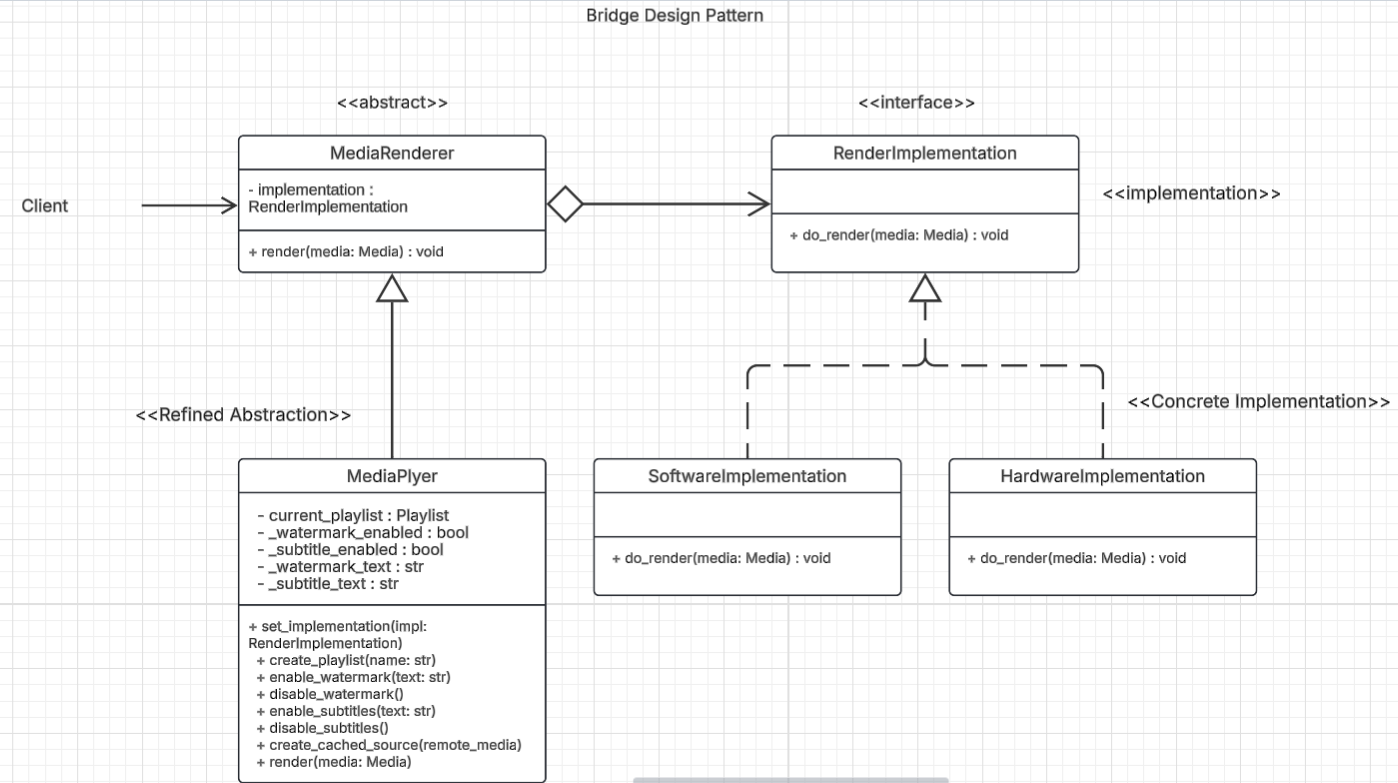 Bridge Design Pattern
<<abstract>>
<<interface>>
MediaRenderer
- implementation :
RenderImplementation
+ render(media: Media) : void
Client
RenderImplementation
+ do_render(media: Media) : void
<<implementation>>
<<Refined Abstraction>>
<<Concrete Implementation>>
MediaPlyer
- current_playlist : Playlist
- _watermark_enabled : bool
- _subtitle_enabled : bool
- _watermark_text : str
- _subtitle_text : str
+ set_implementation(impl:
RenderImplementation)
+ create_playlist(name: str)
+ enable_watermark(text: str)
+ disable_watermark()
+ enable_subtitles(text: str)
+ disable_subtitles()
+ create_cached_source(remote_media)
+ render(media: Media)
SoftwareImplementation
+ do_render(media: Media) : void
HardwareImplementation
+ do_render(media: Media) : void